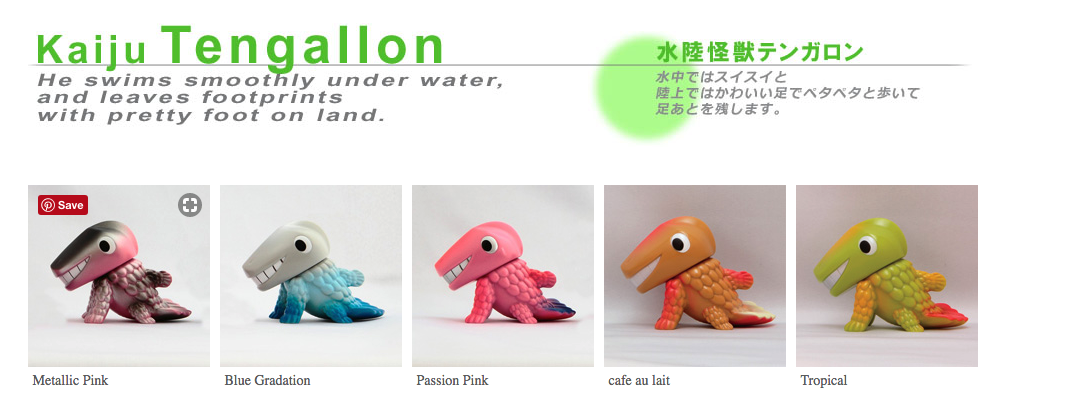 Kaiju Tengallon
He swims smoothly under water,
and leaves footprints
with pretty foot on land.
水陸怪獣テンガロン
水中ではスイスイと
陸上ではかわいい足でペタペタと歩いて
足あとを残します。
Save
Metallic Pink
Blue Gradation
Passion Pink
cafe au lait
Tropical